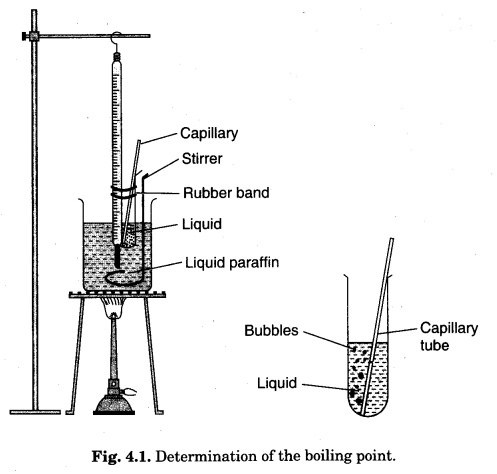 Capillary
Stirrer
Rubber band
Liquid
Liquid paraffin
Bubbles
Capillary
tube
Liquid
Fig. 4.1. Determination of the boiling point.